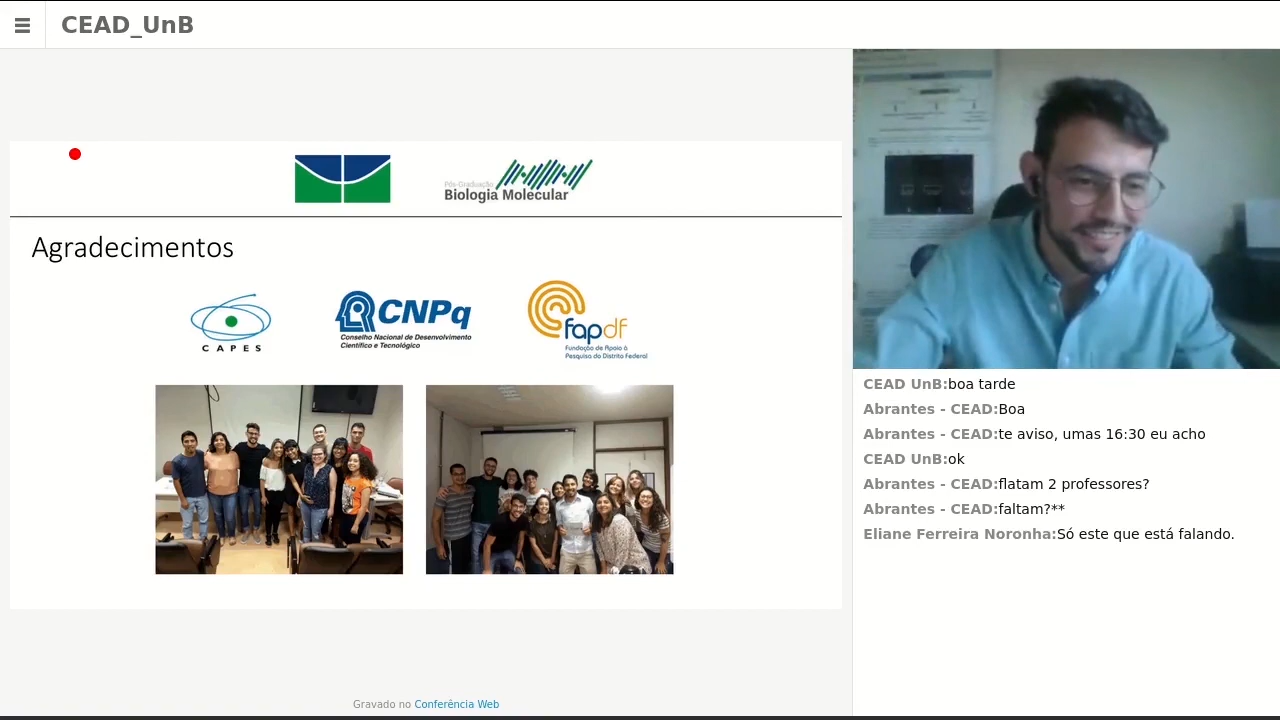 CEAD_UnB
Pós-Graduação
Biologia Molecular
Agradecimentos
CAPES
CNPq
Conselho Nacional de Desenvolvimento
Científico e Tecnológico
fapdf
Fundação de Apoio à
Pesquisa do Distrito Federal
CEAD UnB:boa tarde
Abrantes - CEAD:Boa
Abrantes - CEAD:te aviso, umas 16:30 eu acho
CEAD UnB:ok
Abrantes - CEAD:flatam 2 professores?
Abrantes - CEAD:faltam?**
Eliane Ferreira Noronha:Só este que está falando.
Gravado no Conferência Web